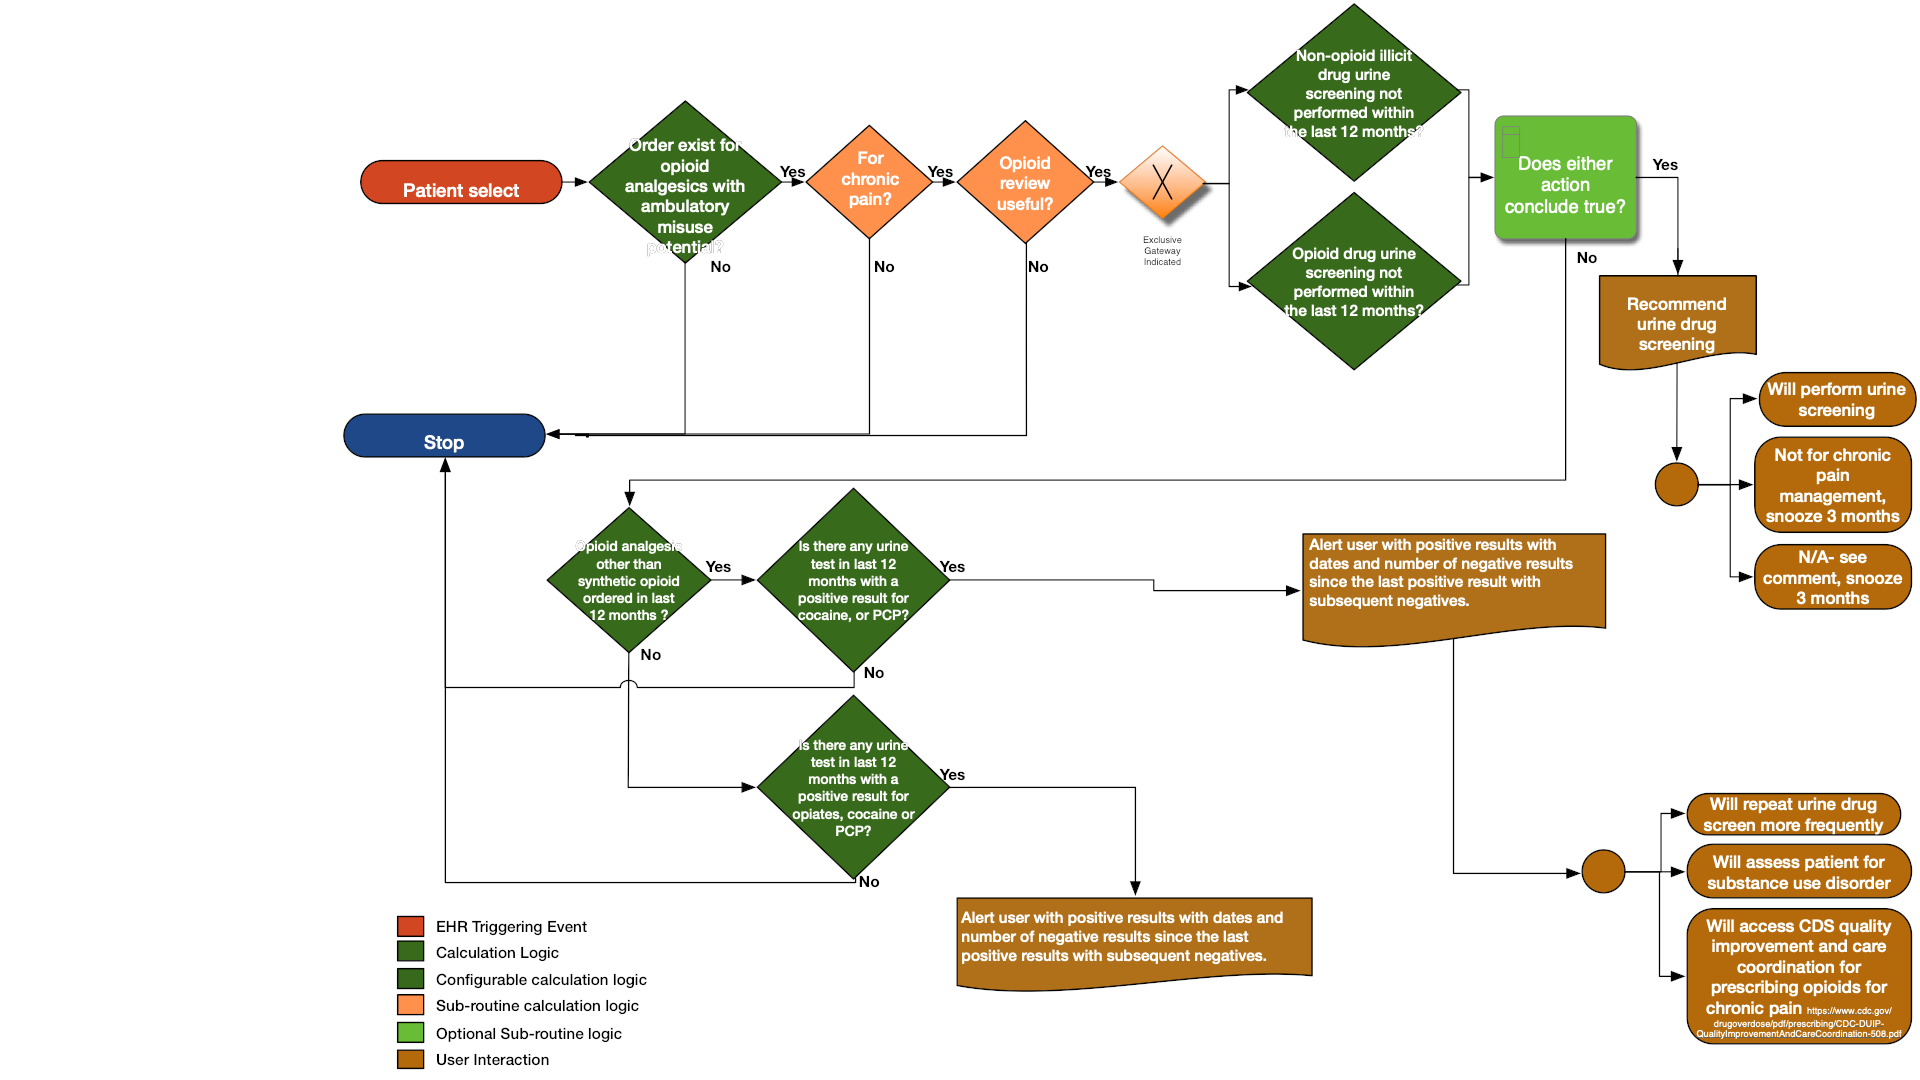 Patient select
Order exist for
opioid
analgesics with
ambulatory
misuse
potential?
Yes
No
For
chronic
pain?
Yes
No
Opioid
review
useful?
Yes
No
Exclusive
Gateway
Indicated
Non-opioid illicit
drug urine
screening not
performed within
the last 12 months?
Opioid drug urine
screening not
performed within
the last 12 months?
Does either
action
conclude true?
Yes
No
Recommend
urine drug
screening
Will perform urine
screening
Not for chronic
pain
management,
snooze 3 months
N/A- see
comment, snooze
3 months
Stop
Opioid analgesic
other than
synthetic opioid
ordered in last
12 months ?
Yes
No
Is there any urine
test in last 12
months with a
positive result for
cocaine, or PCP?
Yes
No
Alert user with positive results with
dates and number of negative results
since the last positive result with
subsequent negatives.
Is there any urine
test in last 12
months with a
positive result for
opiates, cocaine or
PCP?
Yes
No
Alert user with positive results with dates and
number of negative results since the last
positive results with subsequent negatives.
Will repeat urine drug
screen more frequently
Will assess patient for
substance use disorder
Will access CDS quality
improvement and care
coordination for
prescribing opioids for
chronic pain https://www.cdc.gov/
drugoverdose/pdf/prescribing/CDC-DUIP-
QualityImprovementAndCareCoordination-508.pdf
EHR Triggering Event
Calculation Logic
Configurable calculation logic
Sub-routine calculation logic
Optional Sub-routine logic
User Interaction